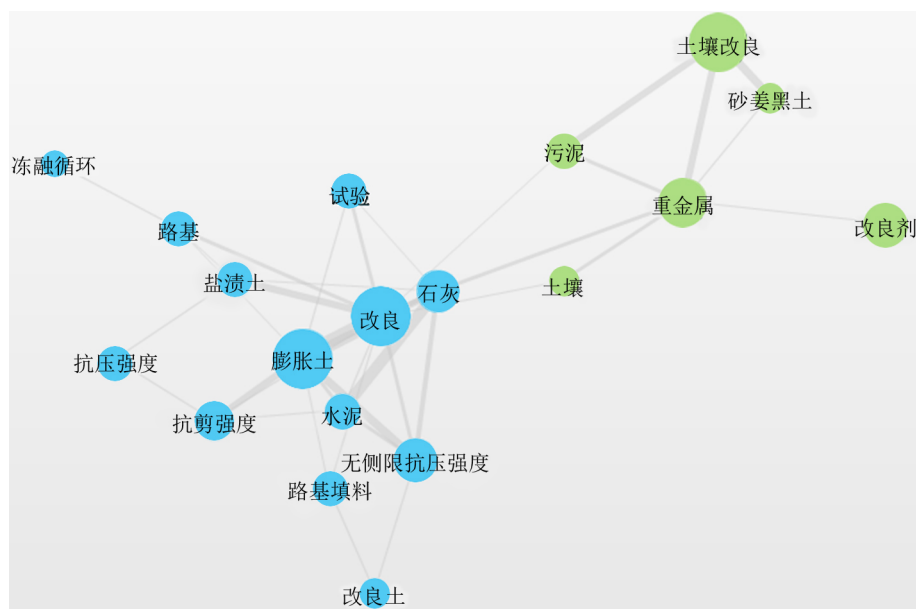 土壤改良
砂姜黑土
污泥
冻融循环
试验
重金属
路基
改良剂
盐渍土
石灰
土壤
改良
膨胀土
抗压强度
水泥
抗剪强度
无侧限抗压强度
路基填料
改良土